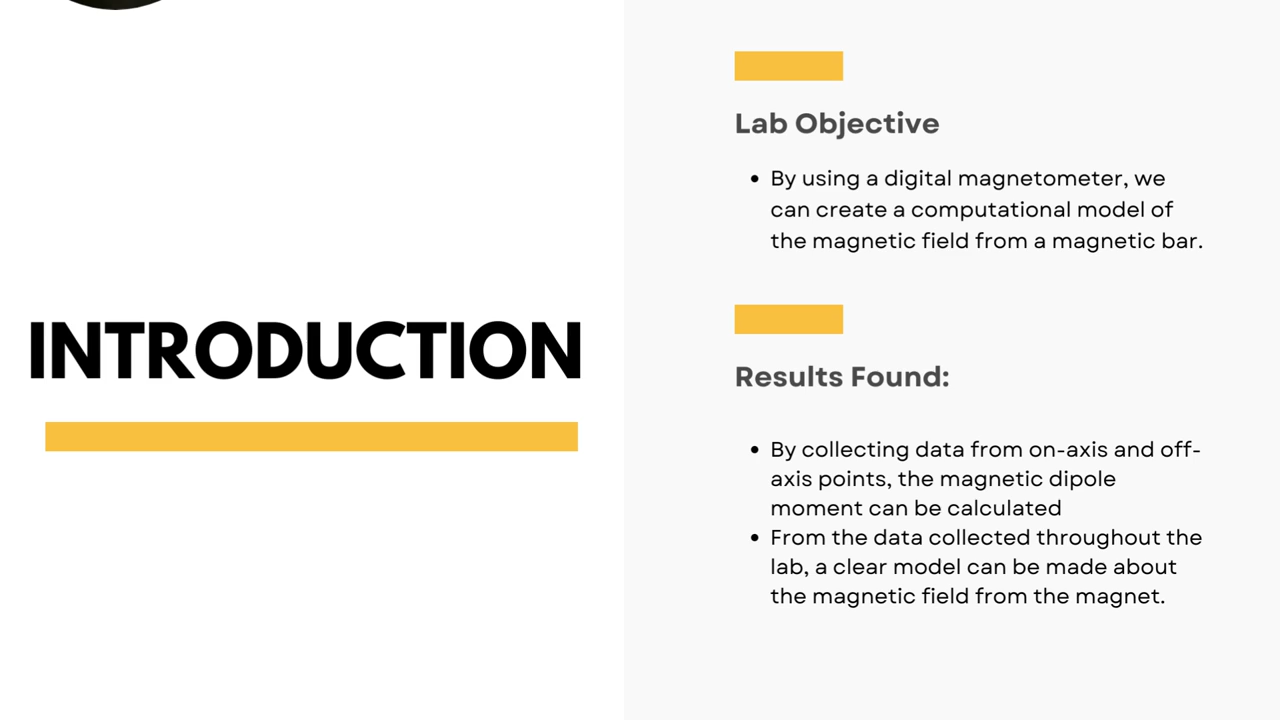 INTRODUCTION
Lab Objective
• By using a digital magnetometer, we
can create a computational model of
the magnetic field from a magnetic bar.
Results Found:
• By collecting data from on-axis and off-
axis points, the magnetic dipole
moment can be calculated
• From the data collected throughout the
lab, a clear model can be made about
the magnetic field from the magnet.